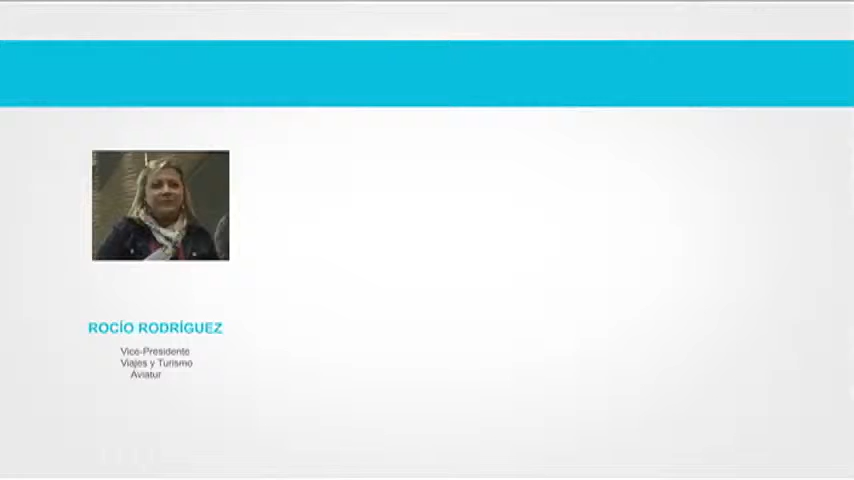 ROCÍO RODRÍGUEZ
Vice-Presidente
Viajes y Turismo
Aviatur